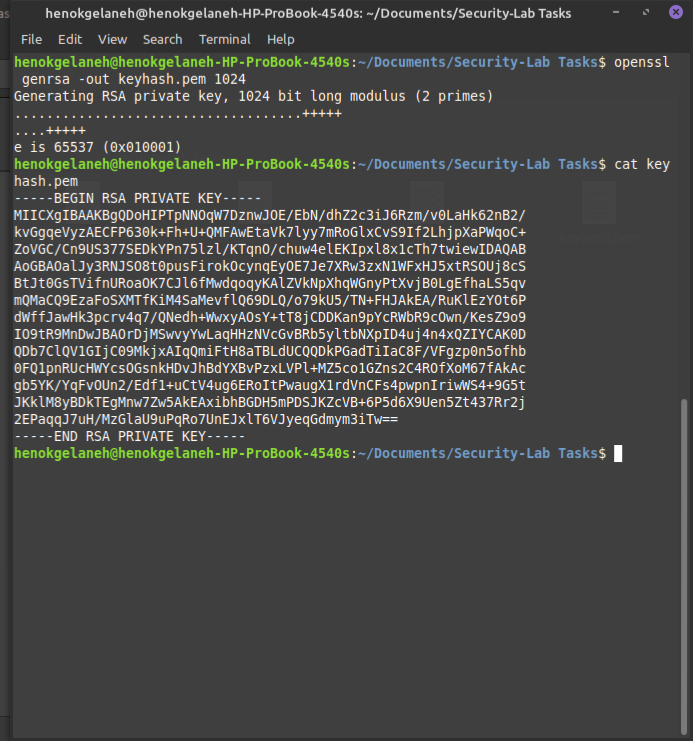 henokgelaneh@henokgelaneh-HP-ProBook-4540s: ~/Documents/Security-Lab Tasks
File Edit View Search Terminal Help
henokgelaneh@henokgelaneh-HP-ProBook-4540s:~/Documents/Security-Lab Tasks$ openssl
 genrsa -out keyhash.pem 1024
Generating RSA private key, 1024 bit long modulus (2 primes)
....................................+++++
....+++++
e is 65537 (0x010001)
henokgelaneh@henokgelaneh-HP-ProBook-4540s:~/Documents/Security-Lab Tasks$ cat key
hash.pem
-----BEGIN RSA PRIVATE KEY-----
MIICXgIBAAKBgQDoHIPTpNNOqW7DznwJOE/EbN/dhZ2c3iJ6Rzm/v0LaHk62nB2/
kvGgqeVyzAECFP630k+Fh+U+QMFAwEtaVk7lyy7mRoGlxCvS9If2LhjpXaPWqoC+
ZoVGC/Cn9US377SEDkYPn75lzl/KTqnO/chuw4elEKIpxl8x1cTh7twiewIDAQAB
AoGBAOalJy3RNJSO8t0pusFirokOcynqEyOE7Je7XRw3zxN1WFxHJ5xtRSOUj8cS
BtJt0GsTVifnURoaOK7CJl6fMwdqoqyKAlZVkNpXhqWGnyPtXvjB0LgEfhaLS5qv
mQMaCQ9EzaFoSXMTfKiM4SaMevflQ69DLQ/o79kU5/TN+FHJAkEA/RuKlEzYOt6P
dWffJawHk3pcrv4q7/QNedh+WwxyAOsY+tT8jCDDKan9pYcRWbR9cOwn/KesZ9o9
IO9tR9MnDwJBAOrDjMSwvyYwLaqHHzNVcGvBRb5yltbNXpID4uj4n4xQZIYCAK0D
QDb7ClQV1GIjC09MkjxAIqQmiFtH8aTBLdUCQQDkPGadTiIaC8F/VFgzp0n5ofhb
0FQ1pnRUcHWYcsOGsnkHDvJhBdYXBvPzxLVPl+MZ5co1GZns2C4ROfXoM67fAkAc
gb5YK/YqFvOUn2/Edf1+uCtV4ug6ERoItPwaugX1rdVnCFs4pwpnIriwWS4+9G5t
JKklM8yBDkTEgMnw7Zw5AkEAxibhBGDH5mPDSJKZcVB+6P5d6X9Uen5Zt437Rr2j
2EPaqqJ7uH/MzGlaU9uPqRo7UnEJxlT6VJyeqGdmym3iTw==
-----END RSA PRIVATE KEY-----
henokgelaneh@henokgelaneh-HP-ProBook-4540s:~/Documents/Security-Lab Tasks$